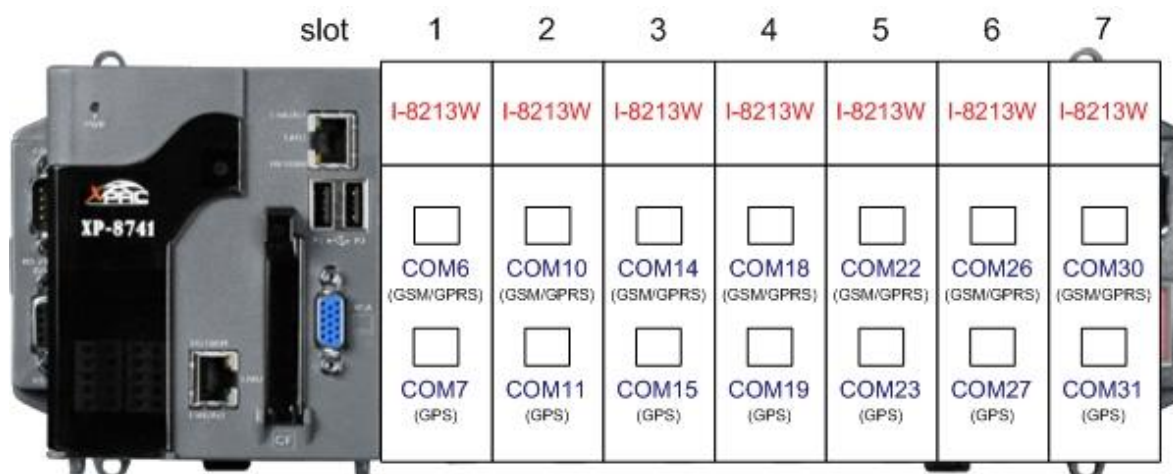 slot 1 2 3 4 5 6 7
I-8213W I-8213W I-8213W I-8213W I-8213W I-8213W I-8213W
XPAC
XP-8741
COM6 COM10 COM14 COM18 COM22 COM26 COM30
(GSM/GPRS) (GSM/GPRS) (GSM/GPRS) (GSM/GPRS) (GSM/GPRS) (GSM/GPRS) (GSM/GPRS)
COM7 COM11 COM15 COM19 COM23 COM27 COM31
(GPS) (GPS) (GPS) (GPS) (GPS) (GPS) (GPS)
CF